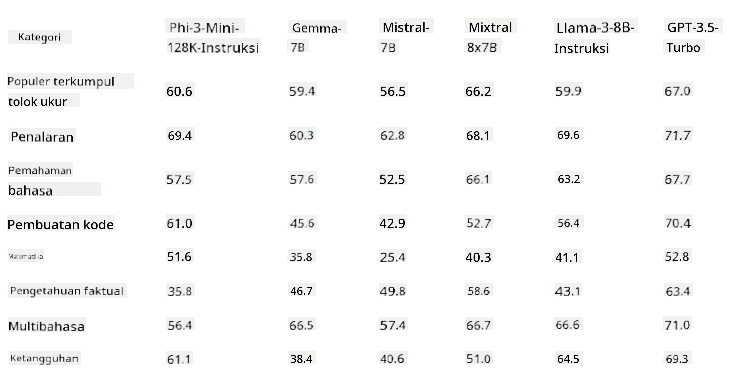 Kategori Phi-3-Mini- Gemma- Mistral- Mixtral Llama-3-8B- GPT-3.5-
128K-Instruksi 7B 7B 8x7B Instruksi Turbo
Populer terkumpul
tolok ukur 60.6 59.4 56.5 66.2 59.9 67.0
Penalaran 69.4 60.3 62.8 68.1 69.6 71.7
Pemahaman
bahasa 57.5 57.6 52.5 66.1 63.2 67.7
Pembuatan kode 61.0 45.6 42.9 52.7 56.4 70.4
Matematika 51.6 35.8 25.4 40.3 41.1 52.8
Pengetahuan faktual 35.8 46.7 49.8 58.6 43.1 63.4
Multibahasa 56.4 66.5 57.4 66.7 66.6 71.0
Ketangguhan 61.1 38.4 40.6 51.0 64.5 69.3